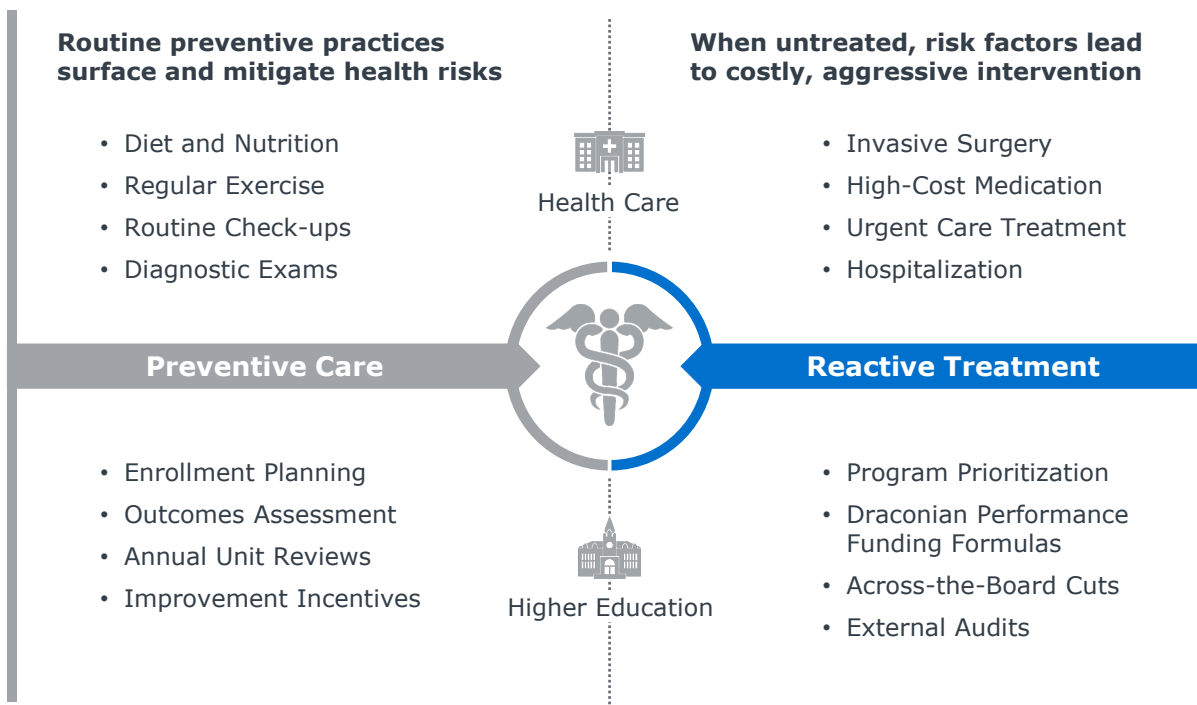 Routine preventive practices
surface and mitigate health risks
When untreated, risk factors lead
to costly, aggressive intervention
• Diet and Nutrition
• Regular Exercise
• Routine Check-ups
• Diagnostic Exams
Health Care
• Invasive Surgery
• High-Cost Medication
• Urgent Care Treatment
• Hospitalization
Preventive Care
Reactive Treatment
• Enrollment Planning
• Outcomes Assessment
• Annual Unit Reviews
• Improvement Incentives
Higher Education
• Program Prioritization
• Draconian Performance
Funding Formulas
• Across-the-Board Cuts
• External Audits